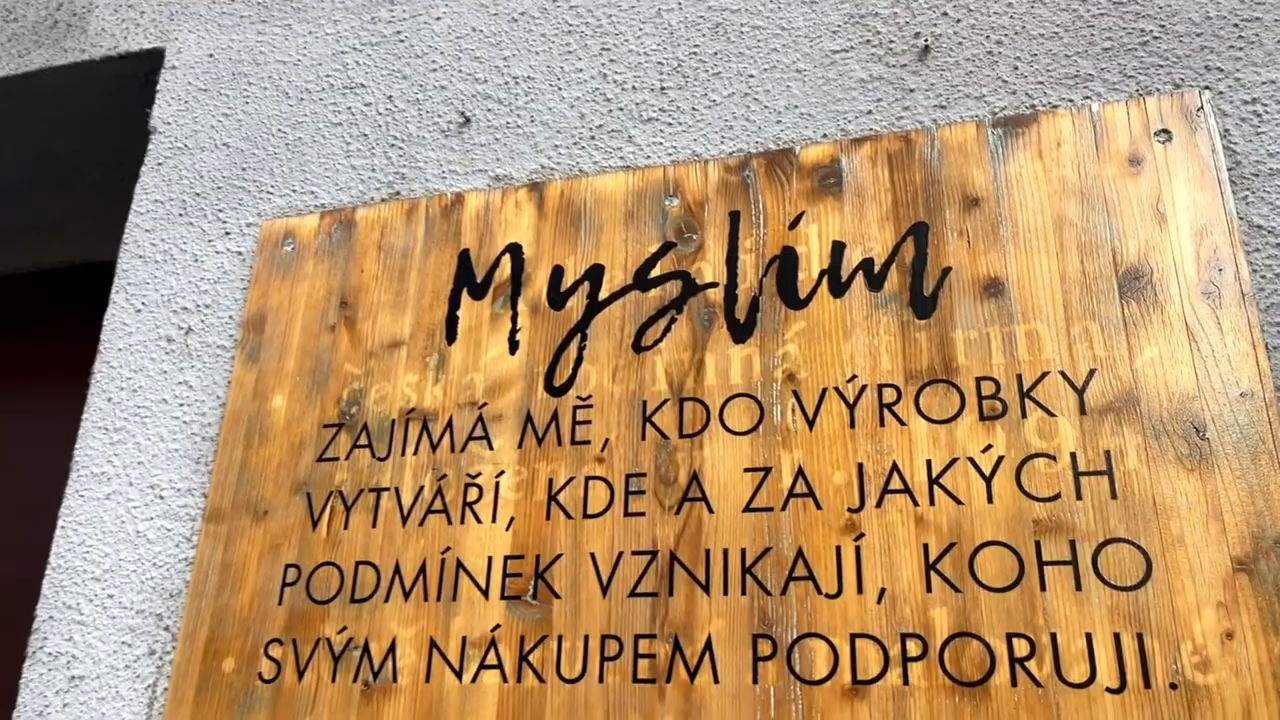 Myslím
ZAJÍMÁ MĚ, KDO VÝROBKY
VYTVÁŘÍ, KDE A ZA JAKÝCH
PODMÍNEK VZNIKAJÍ, KOHO
SVÝM NÁKUPEM PODPORUJI.